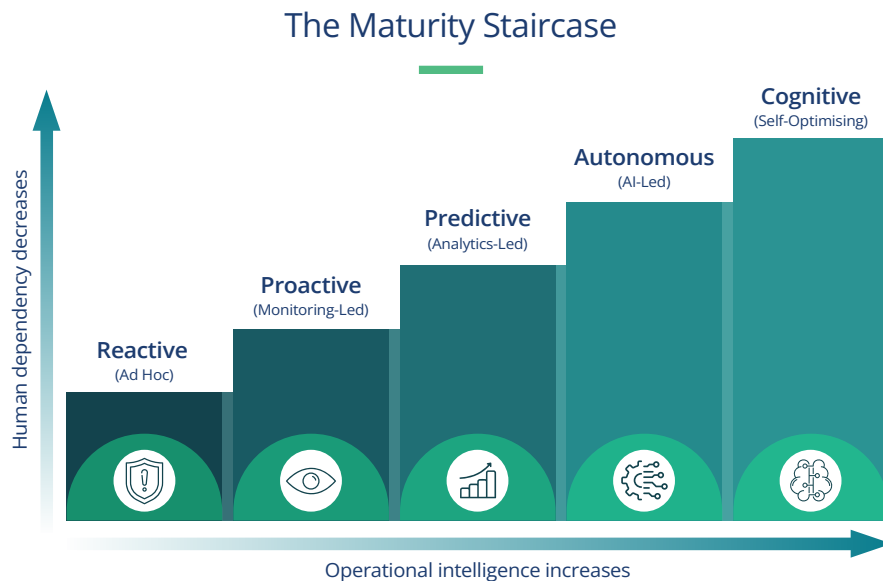 The Maturity Staircase
Human dependency decreases
Reactive
(Ad Hoc)
Proactive
(Monitoring-Led)
Predictive
(Analytics-Led)
Autonomous
(AI-Led)
Cognitive
(Self-Optimising)
Operational intelligence increases